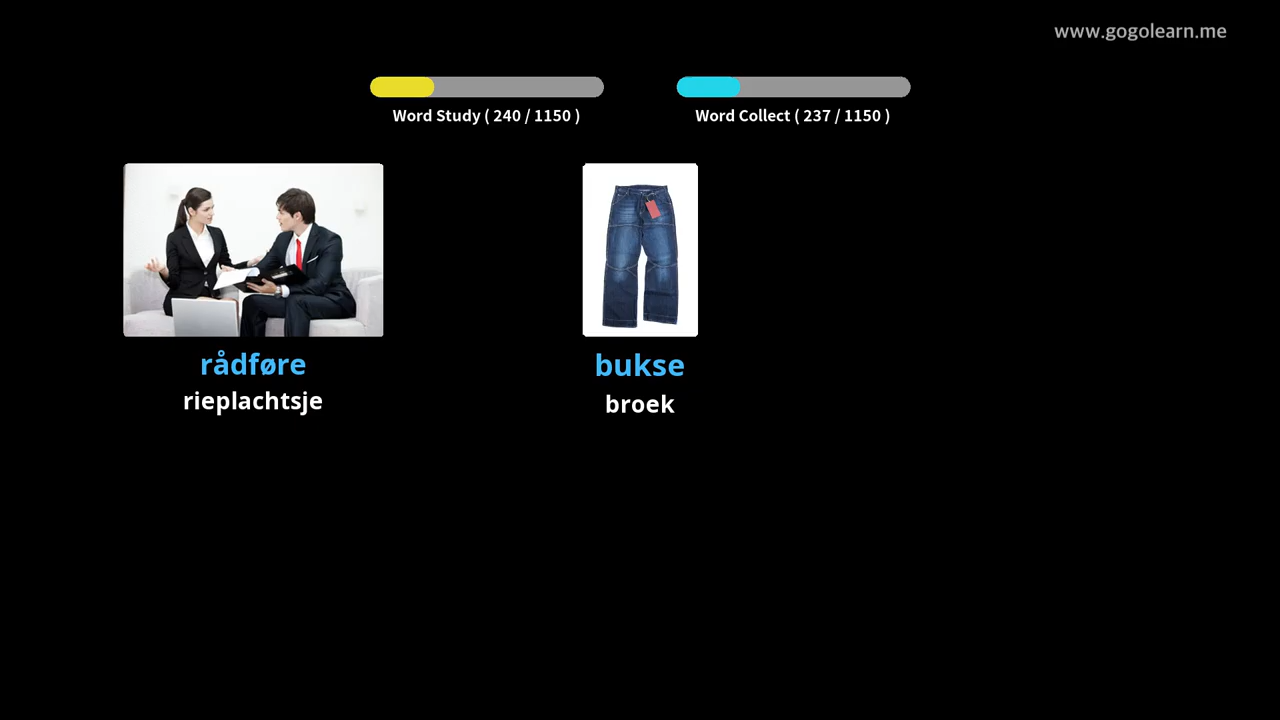 www.gogolearn.me
Word Study ( 240 / 1150 )
Word Collect ( 237 / 1150 )
rådføre
rieplachtsje
bukse
broek